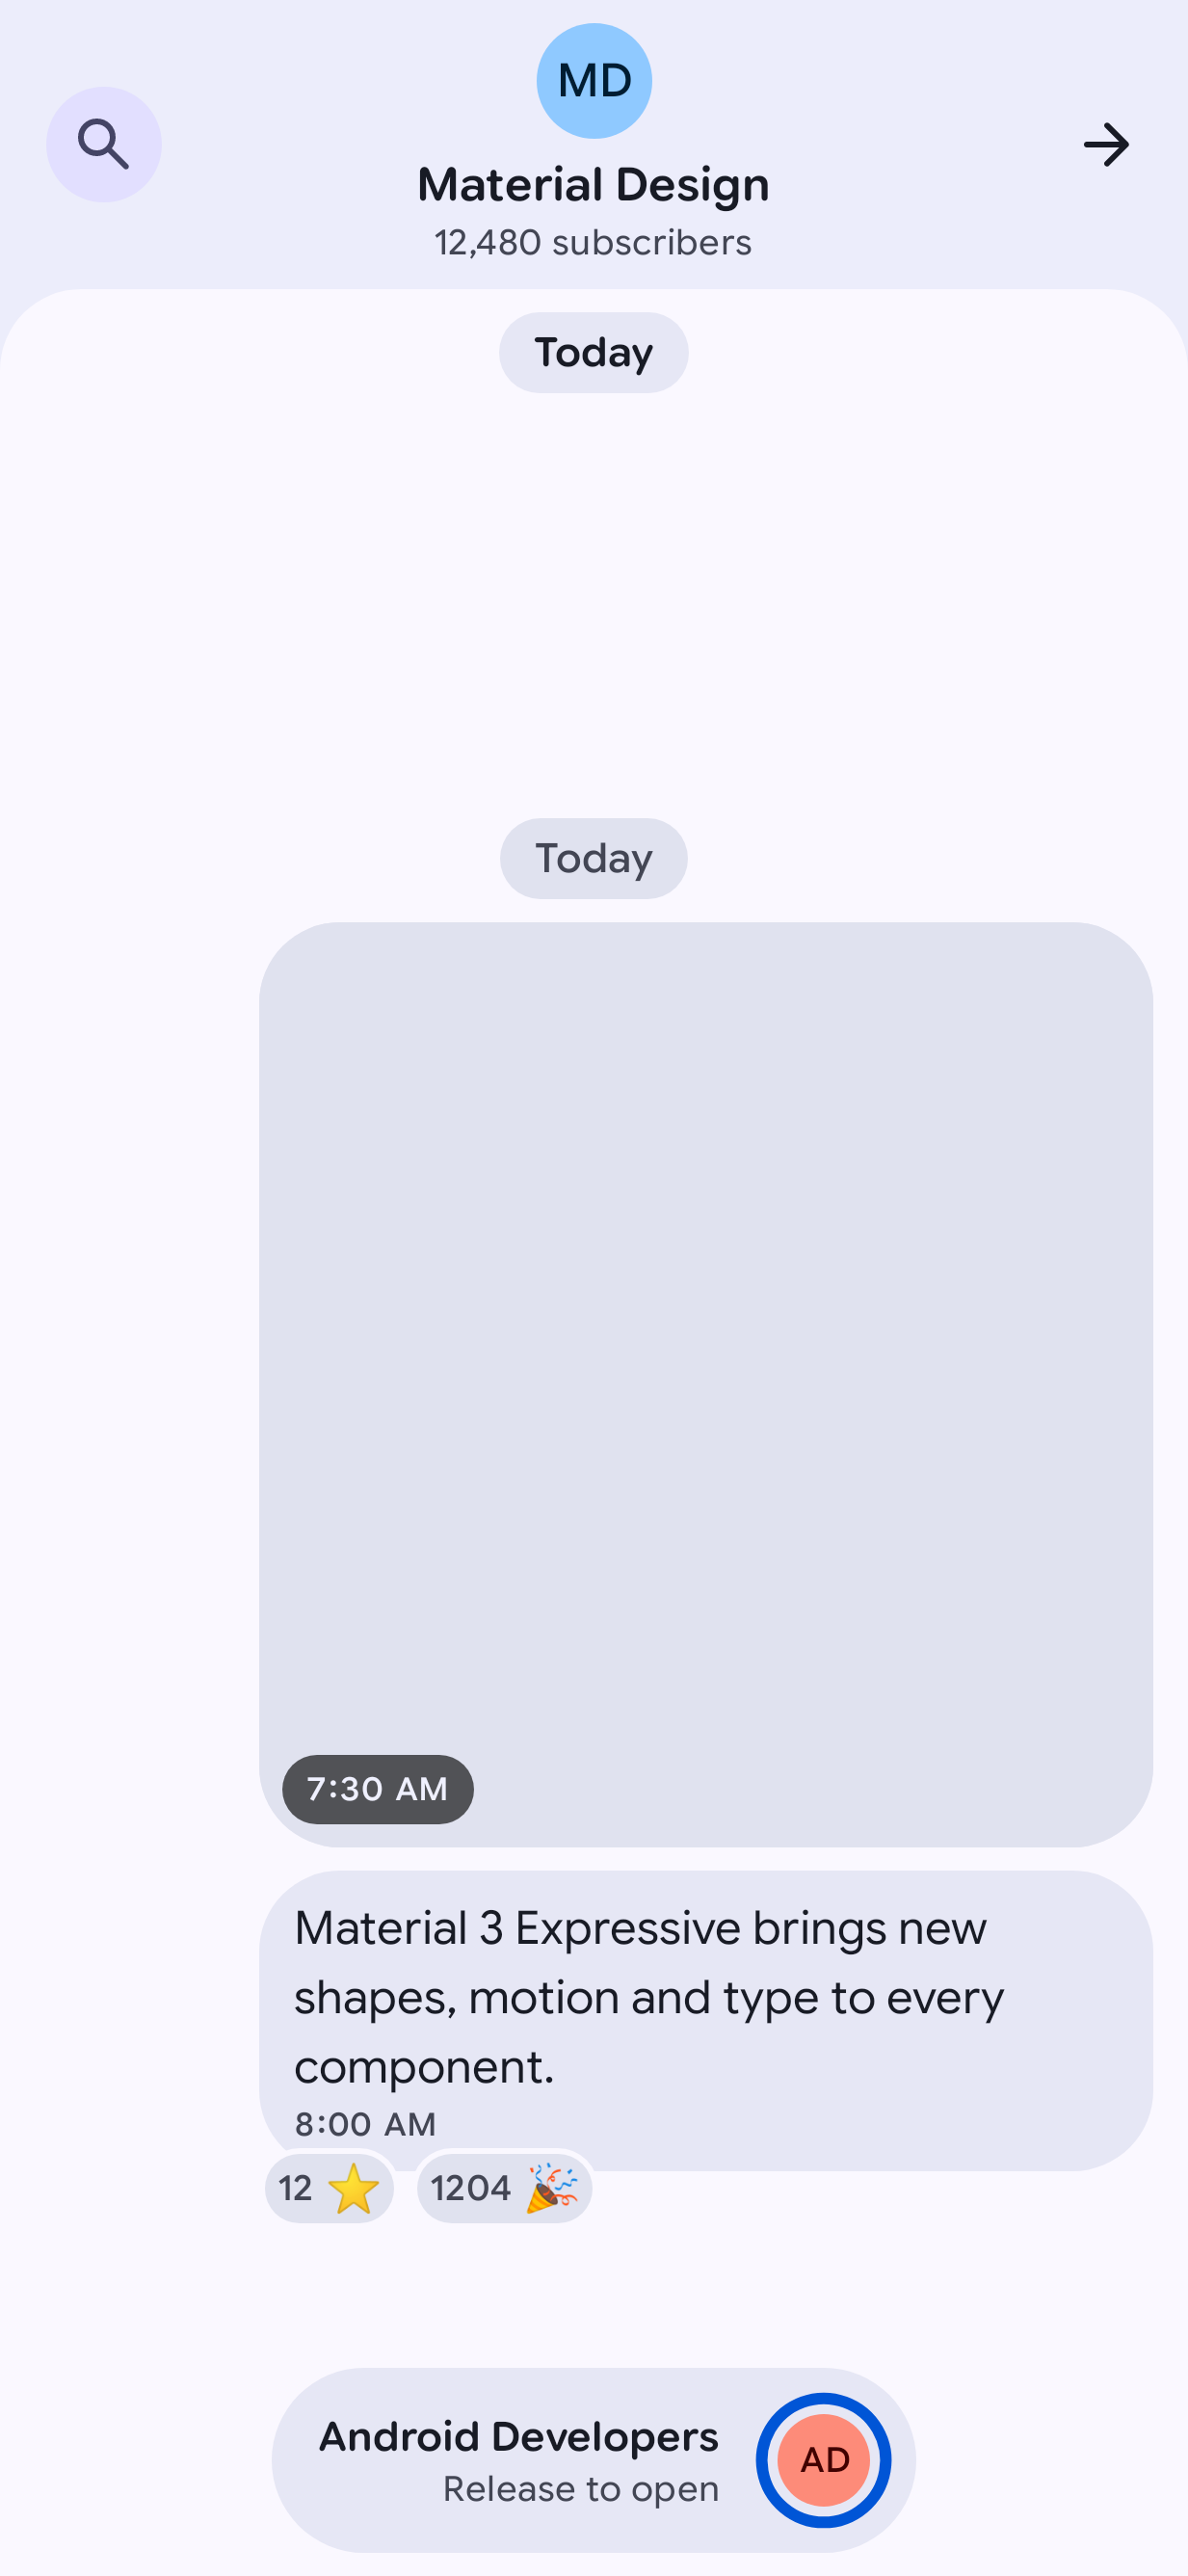 MD
Material Design
12,480 subscribers
Today
Today
7:30 AM
Material 3 Expressive brings new
shapes, motion and type to every
component.
8:00 AM
12 ⭐ 1204 🎉
Android Developers
Release to open
AD